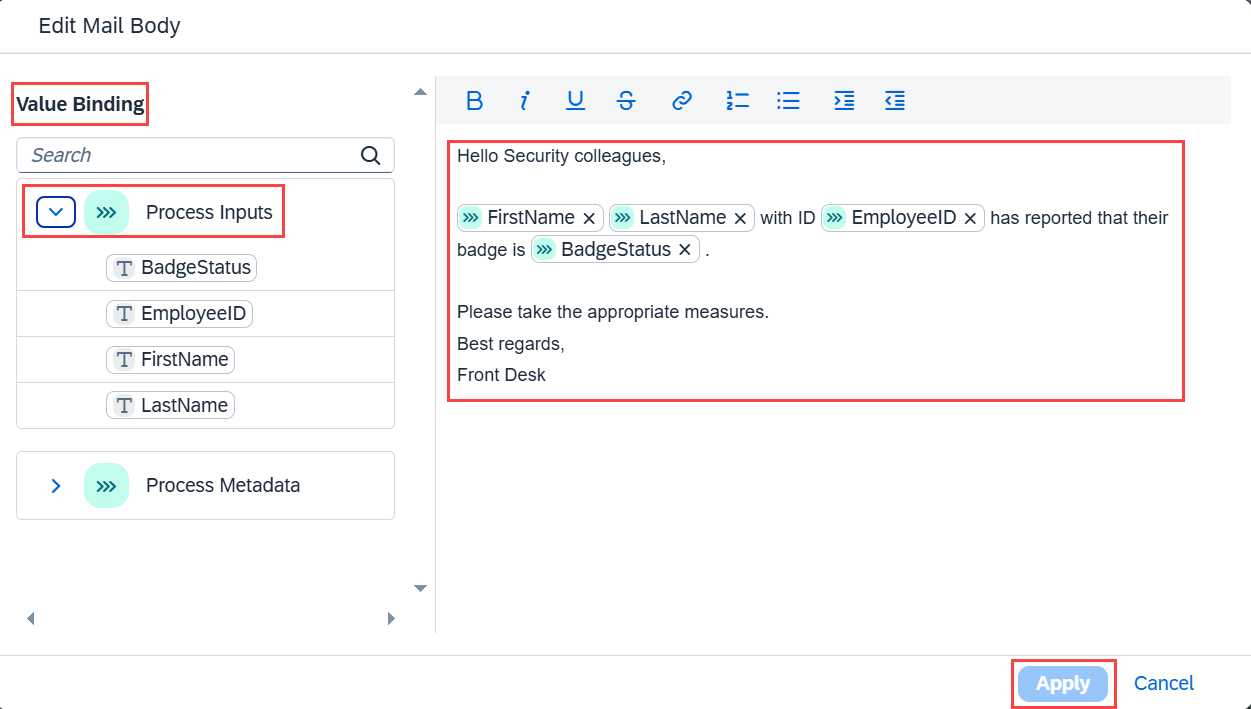 Edit Mail Body
Value Binding
Search
Process Inputs
BadgeStatus
EmployeeID
FirstName
LastName
Process Metadata
Hello Security colleagues,
FirstName LastName with ID EmployeeID has reported that their
badge is BadgeStatus .
Please take the appropriate measures.
Best regards,
Front Desk
Apply Cancel